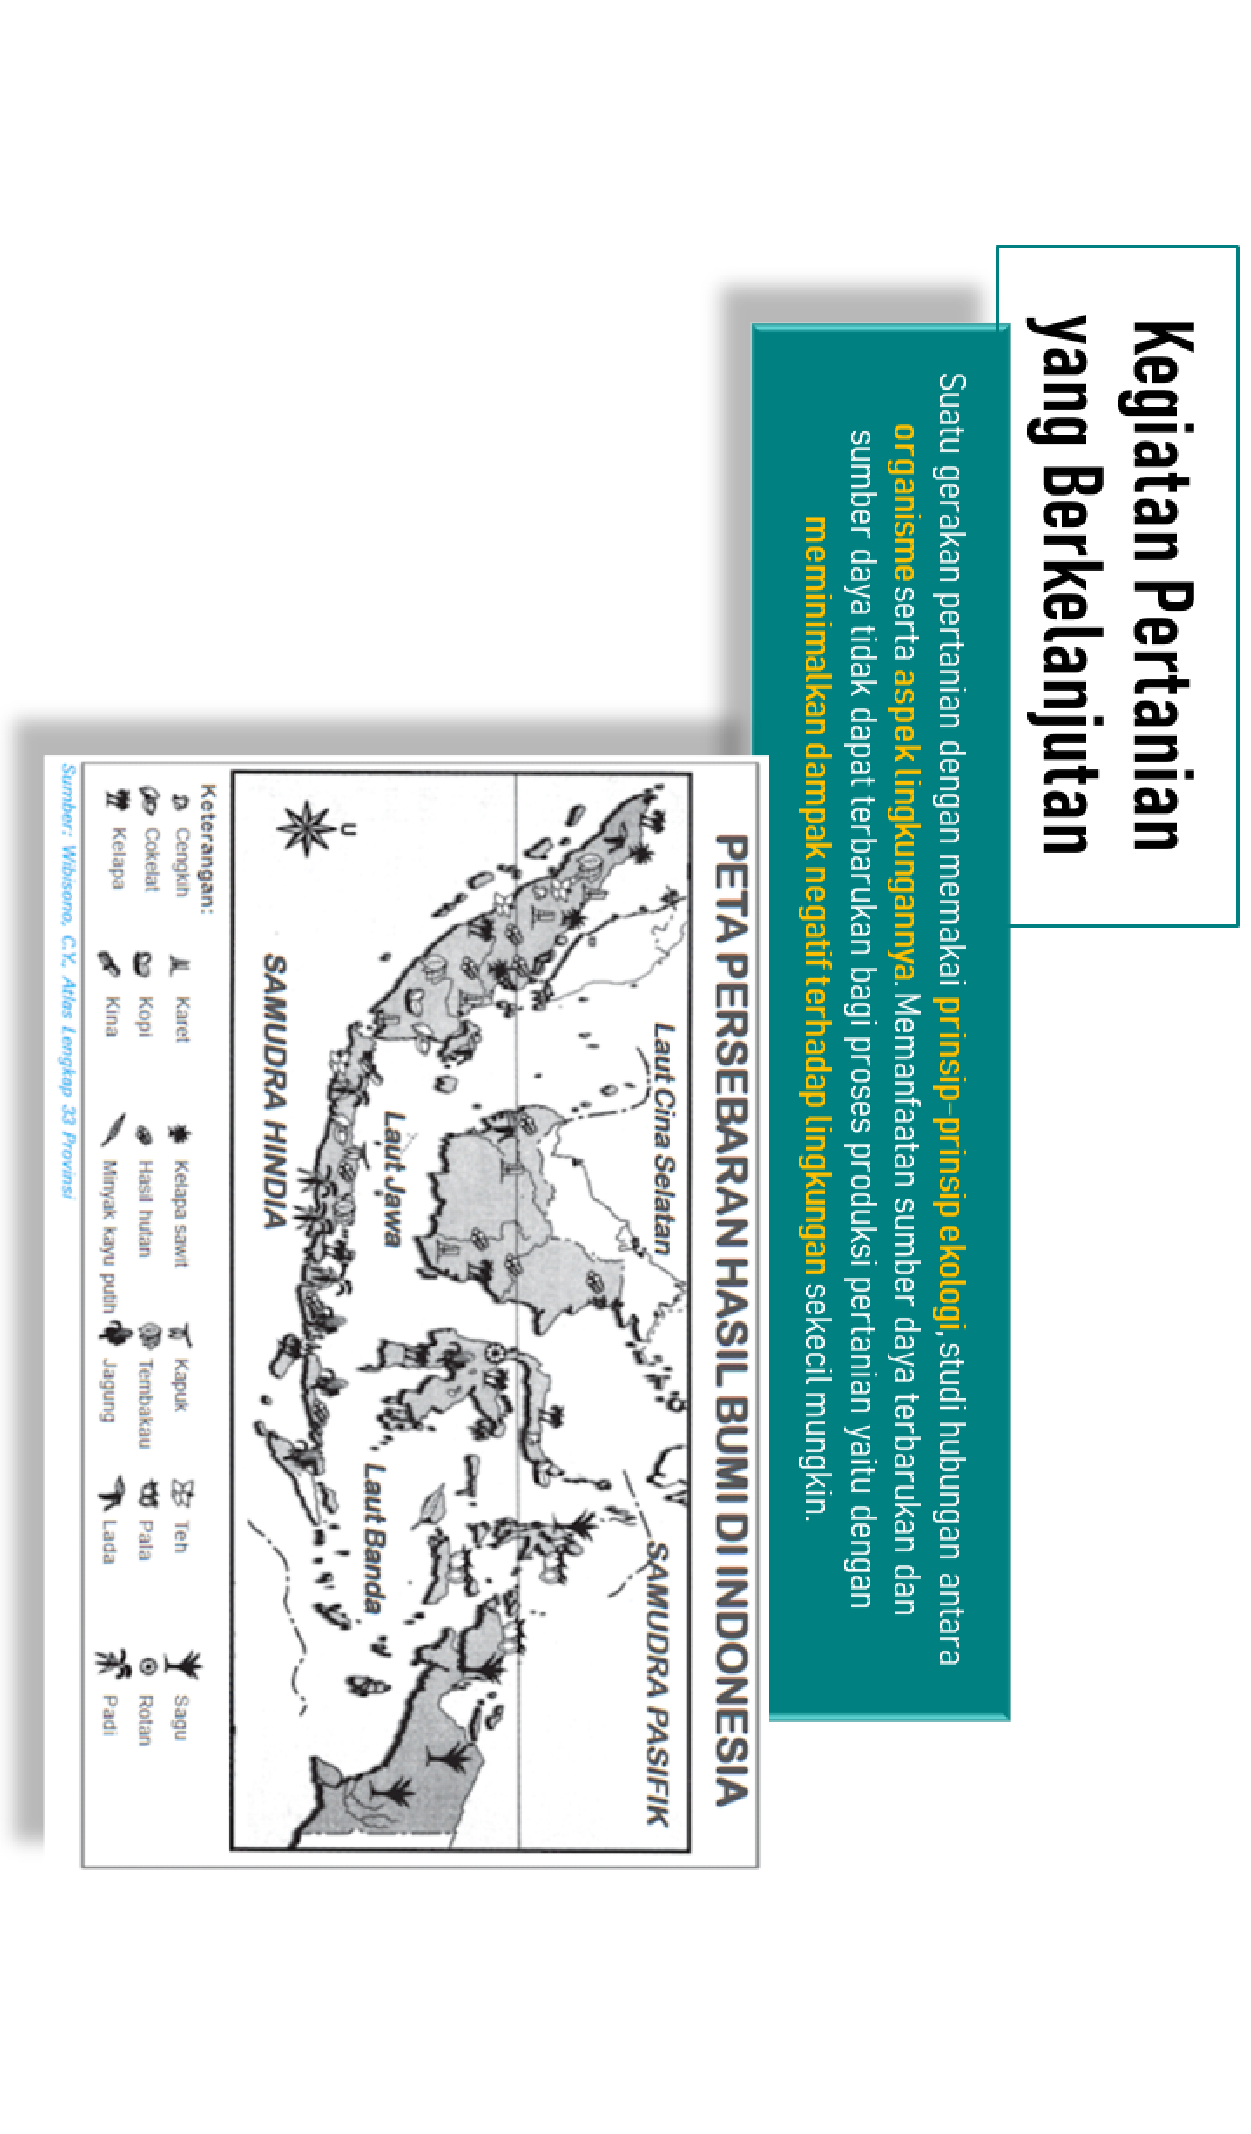 Kegiatan Pertanian
yang Berkelanjutan
Suatu gerakan pertanian dengan memakai prinsip-prinsip ekologi, studi hubungan antara
organisme serta aspek lingkungannya. Memanfaatan sumber daya terbarukan dan
sumber daya tidak dapat terbarukan bagi proses produksi pertanian yaitu dengan
meminimalkan dampak negatif terhadap lingkungan sekecil mungkin.
PETA PERSEBARAN HASIL BUMI DI INDONESIA
Laut Cina Selatan
SAMUDRA PASIFIK
Laut Jawa
Laut Banda
U
SAMUDRA HINDIA
Keterangan:
Cengkih Karet Kelapa sawit Kapuk Teh Sagu
Cokelat Kopi Hasil hutan Tembakau Pala Rotan
Kelapa Kina Minyak kayu putih Jagung Lada Padi
Sumber: Wibisono, C.Y., Atlas Lengkap 33 Provinsi